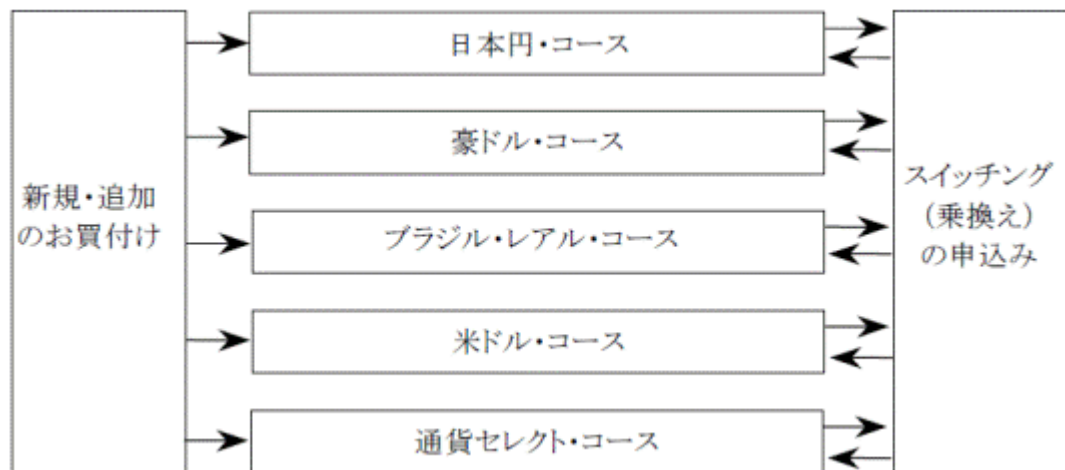 新規・追加
のお買付け
日本円・コース
豪ドル・コース
ブラジル・レアル・コース
米ドル・コース
通貨セレクト・コース
スイッチング
(乗換え)
の申込み